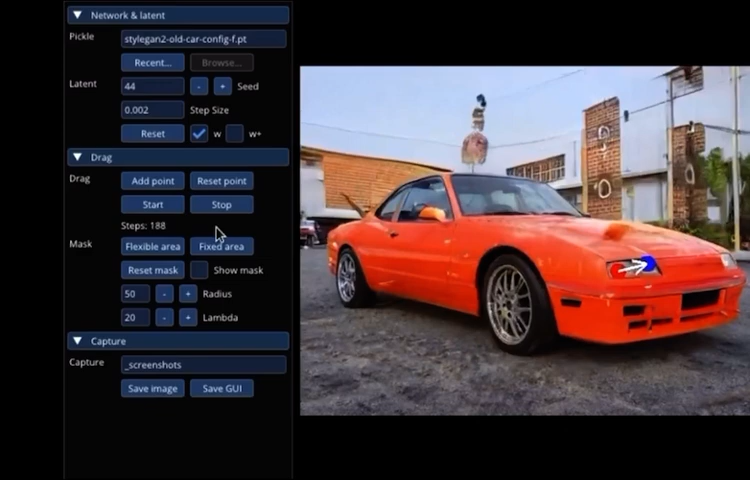 Network & latent
Pickle stylegan2-old-car-config-f.pt
Recent... Browse...
Latent 44 - + Seed
0.002 Step Size
Reset w w+
Drag
Drag Add point Reset point
Start Stop
Steps: 188
Mask Flexible area Fixed area
Reset mask Show mask
50 - + Radius
20 - + Lambda
Capture
Capture _screenshots
Save image Save GUI